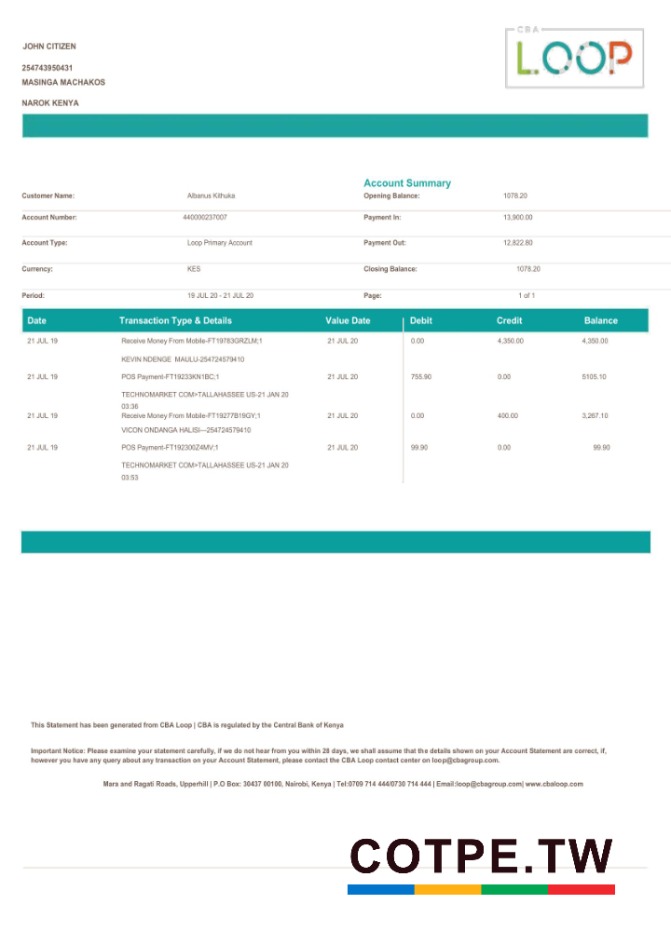 CBA
LOOP
JOHN CITIZEN
254743950431
MASINGA MACHAKOS
NAROK KENYA
Account Summary
Customer Name: Albanus Kithuka Opening Balance: 1078.20
Account Number: 440000237007 Payment In: 13,900.00
Account Type: Loop Primary Account Payment Out: 12,822.80
Currency: KES Closing Balance: 1078.20
Period: 19 JUL 20 - 21 JUL 20 Page: 1 of 1
Date Transaction Type & Details Value Date Debit Credit Balance
21 JUL 19 Receive Money From Mobile-FT19783GRZLM;1 21 JUL 20 0.00 4,350.00 4,350.00
KEVIN NDENGE MAULU-254724579410
21 JUL 19 POS Payment-FT19233KN1BC;1 21 JUL 20 755.90 0.00 5105.10
TECHNOMARKET COM>TALLAHASSEE US-21 JAN 20
03:36
21 JUL 19 Receive Money From Mobile-FT19277B19GY;1 21 JUL 20 0.00 400.00 3,267.10
VICON ONDANGA HALISI---254724579410
21 JUL 19 POS Payment-FT192300Z4MV;1 21 JUL 20 99.90 0.00 99.90
TECHNOMARKET COM>TALLAHASSEE US-21 JAN 20
03:53
This Statement has been generated from CBA Loop | CBA is regulated by the Central Bank of Kenya
Important Notice: Please examine your statement carefully, if we do not hear from you within 28 days, we shall assume that the details shown on your Account Statement are correct, if,
however you have any query about any transaction on your Account Statement, please contact the CBA Loop contact center on loop@cbagroup.com.
Mara and Ragati Roads, Upperhill | P.O Box: 30437 00100, Nairobi, Kenya | Tel:0709 714 444/0730 714 444 | Email:loop@cbagroup.com| www.cbaloop.com
COTPE.TW